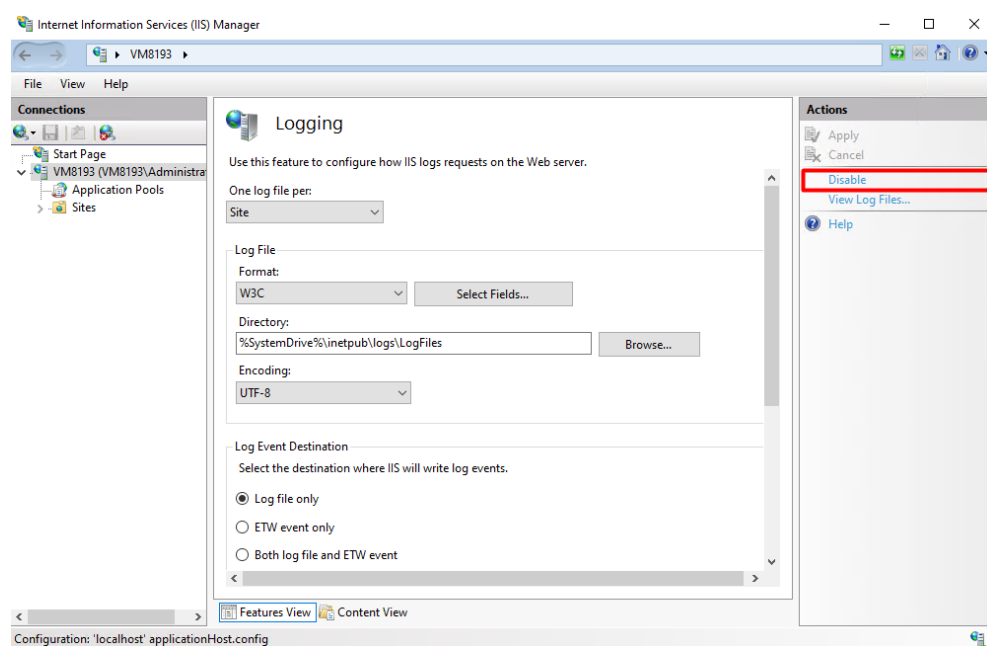 Internet Information Services (IIS) Manager
VM8193
File View Help
Connections
Start Page
VM8193 (VM8193\Administra
Application Pools
Sites
Logging
Use this feature to configure how IIS logs requests on the Web server.
One log file per:
Site
Log File
Format:
W3C
Select Fields...
Directory:
%SystemDrive%\inetpub\logs\LogFiles
Browse...
Encoding:
UTF-8
Log Event Destination
Select the destination where IIS will write log events.
Log file only
ETW event only
Both log file and ETW event
Features View Content View
Actions
Apply
Cancel
Disable
View Log Files...
Help
Configuration: 'localhost' applicationHost.config